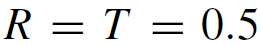 R = T = 0.5